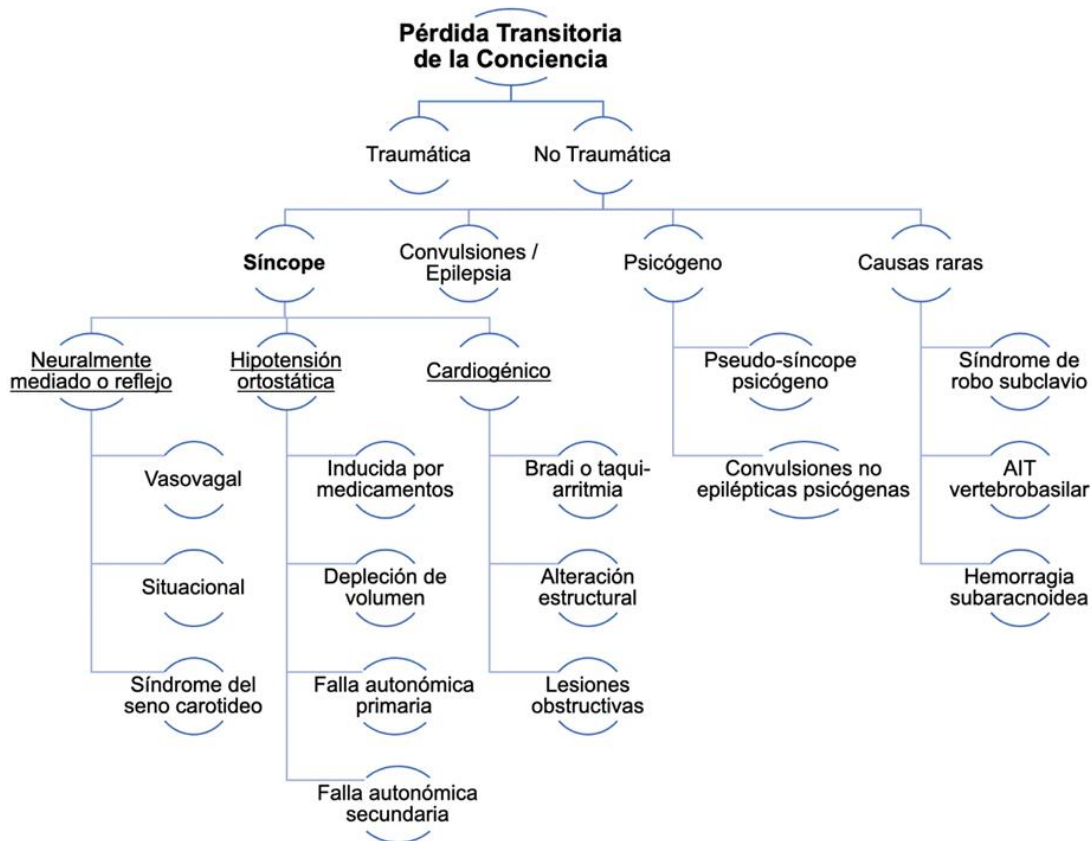 Pérdida Transitoria
de la Conciencia
Traumática
No Traumática
Síncope
Convulsiones /
Epilepsia
Psicógeno
Causas raras
Neuralmente
mediado o reflejo
Hipotensión
ortostática
Cardiogénico
Pseudo-síncope
psicógeno
Síndrome de
robo subclavio
Vasovagal
Inducida por
medicamentos
Bradi o taqui-
arritmia
Convulsiones no
epilépticas psicógenas
AIT
vertebrobasilar
Situacional
Depleción de
volumen
Alteración
estructural
Hemorragia
subaracnoidea
Síndrome del
seno carotideo
Falla autonómica
primaria
Lesiones
obstructivas
Falla autonómica
secundaria